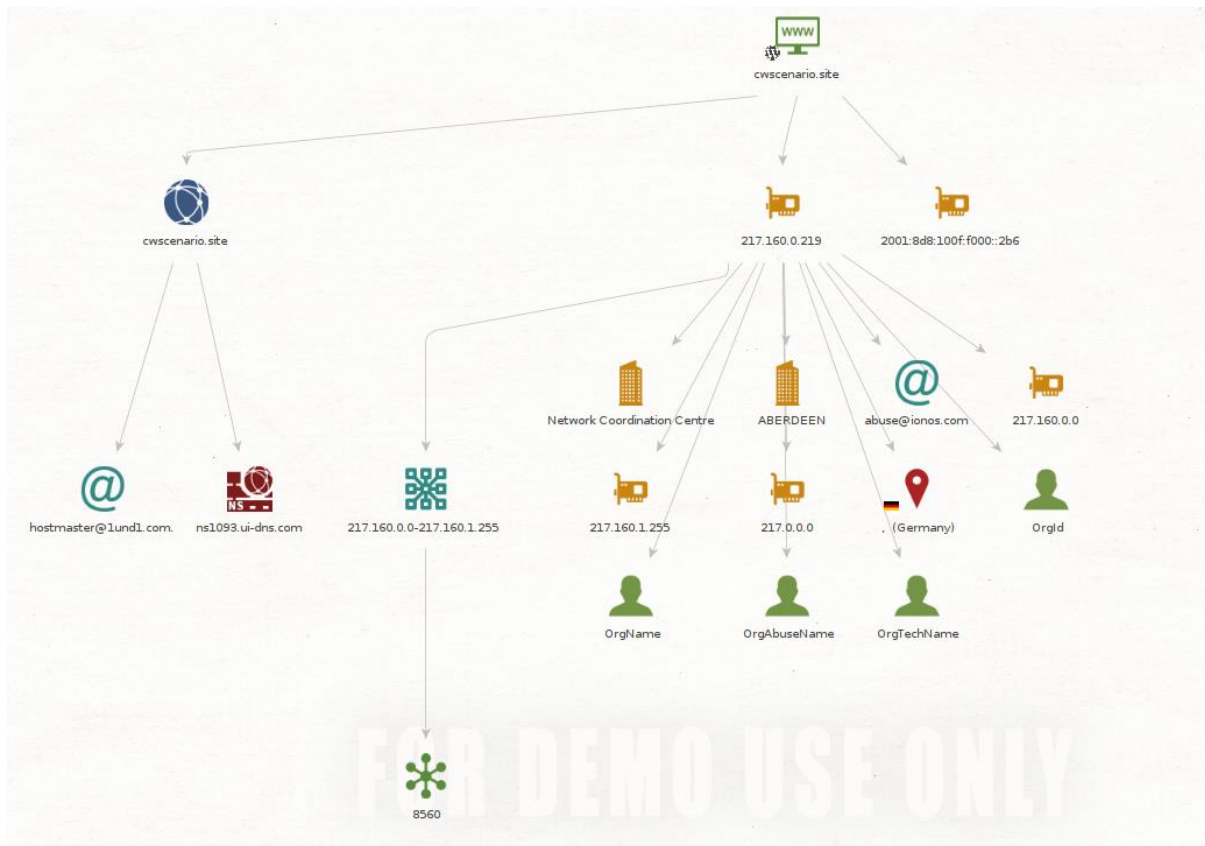 WWW
cwscenario.site
cwscenario.site
217.160.0.219
2001:8d8:100f:f000::2b6
Network Coordination Centre
ABERDEEN
abuse@ionos.com
217.160.0.0
NS
hostmaster@1und1.com.
ns1093.ui-dns.com
217.160.0.0-217.160.1.255
217.160.1.255
217.0.0.0
, (Germany)
OrgId
OrgName
OrgAbuseName
OrgTechName
FOR DEMO USE ONLY
8560